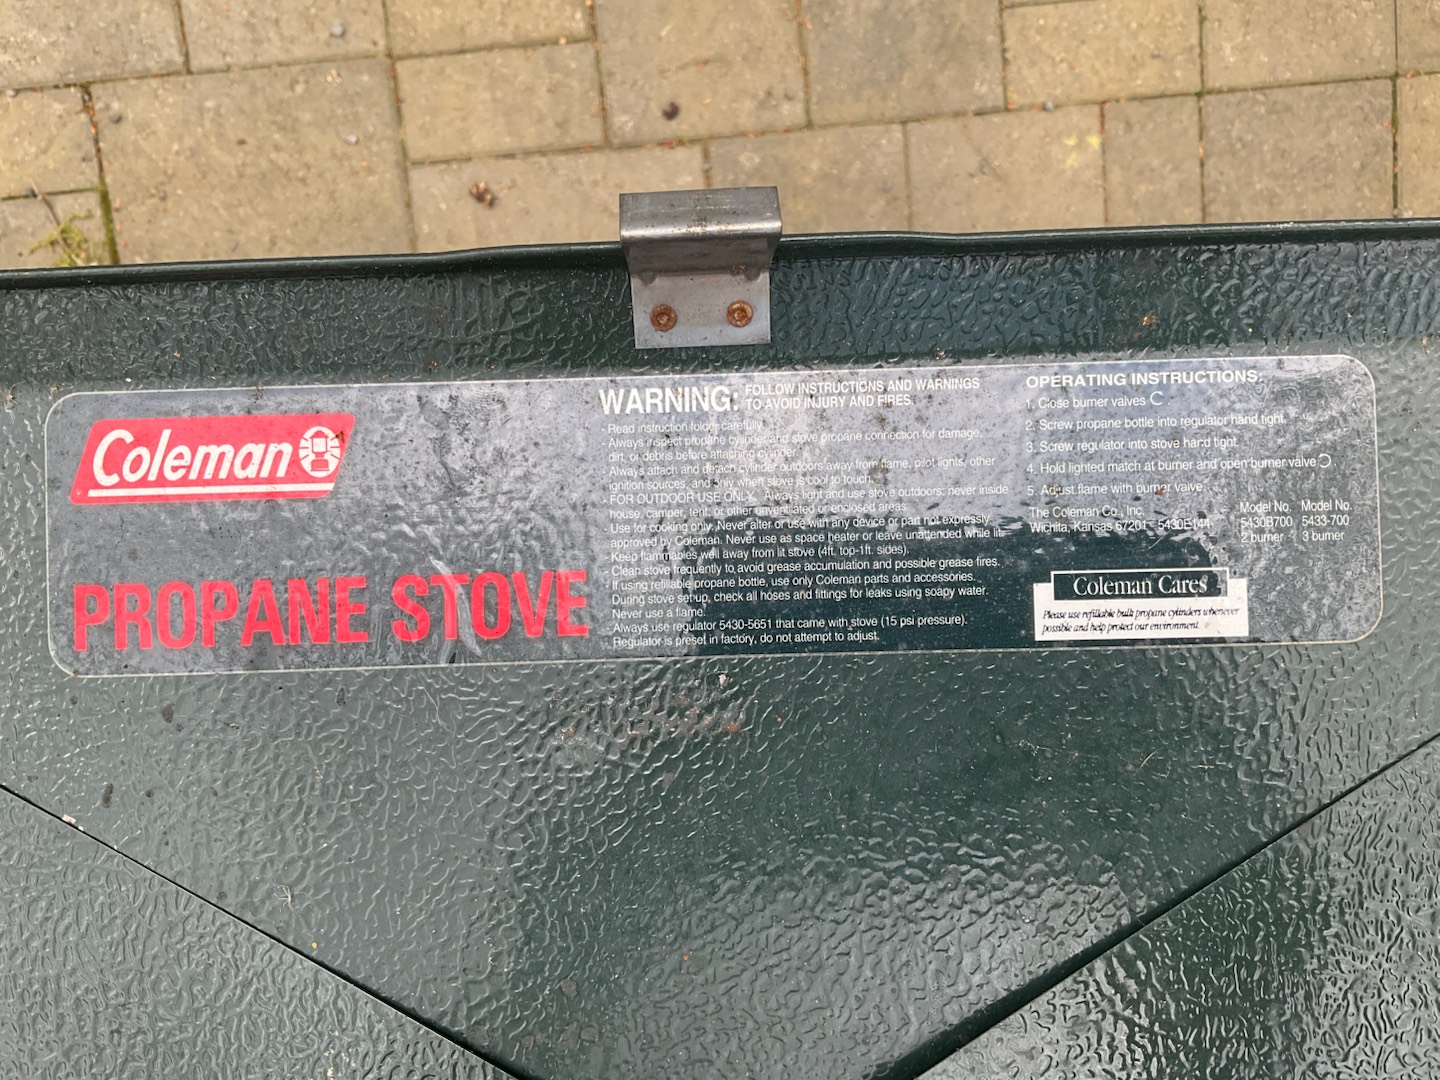 Coleman
PROPANE STOVE
WARNING: FOLLOW INSTRUCTIONS AND WARNINGS
TO AVOID INJURY AND FIRES.
- Read instruction folder carefully.
- Always inspect propane cylinder and stove propane connection for damage,
dirt, or debris before attaching cylinder.
- Always attach and detach cylinder outdoors away from flame, pilot lights, other
ignition sources, and only when stove is cool to touch.
- FOR OUTDOOR USE ONLY. Always light and use stove outdoors; never inside
house, camper, tent, or other unventilated or enclosed areas.
- Use for cooking only. Never alter or use with any device or part not expressly
approved by Coleman. Never use as space heater or leave unattended while lit.
- Keep flammables well away from lit stove (4ft. top-1ft. sides).
- Clean stove frequently to avoid grease accumulation and possible grease fires.
- If using refillable propane bottle, use only Coleman parts and accessories.
During stove set-up, check all hoses and fittings for leaks using soapy water.
Never use a flame.
- Always use regulator 5430-5651 that came with stove (15 psi pressure).
Regulator is preset in factory, do not attempt to adjust.
OPERATING INSTRUCTIONS:
1. Close burner valves
2. Screw propane bottle into regulator hand tight.
3. Screw regulator into stove hand tight.
4. Hold lighted match at burner and open burner valve
5. Adjust flame with burner valve.
The Coleman Co., Inc.
Wichita, Kansas 67201 5430E144
Model No. Model No.
5430B700 5433-700
2 burner 3 burner
Coleman Cares
Please use refillable bulk propane cylinders whenever
possible and help protect our environment.